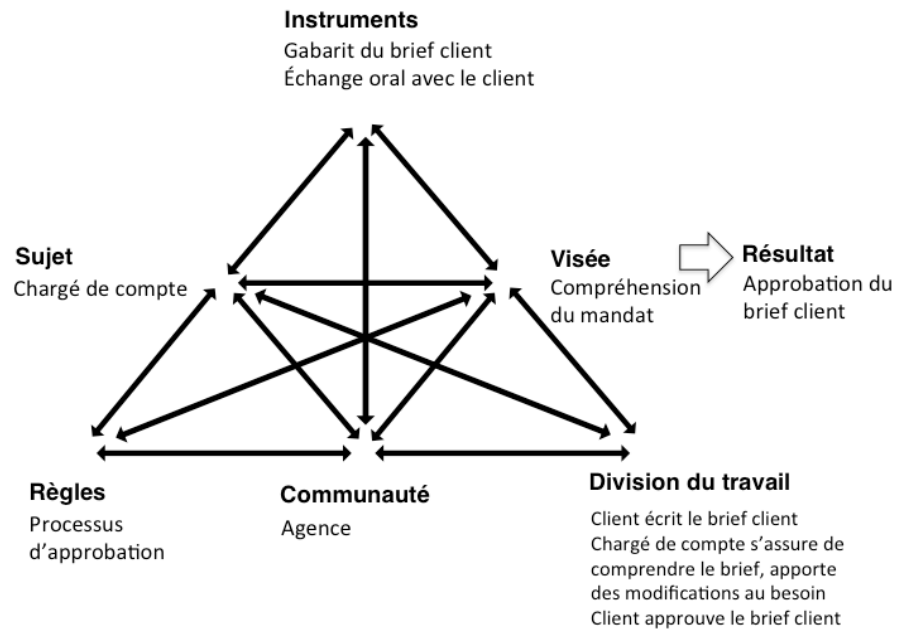 Instruments
Gabarit du brief client
Échange oral avec le client
Sujet
Chargé de compte
Visée
Compréhension
du mandat
Résultat
Approbation du
brief client
Règles
Processus
d’approbation
Communauté
Agence
Division du travail
Client écrit le brief client
Chargé de compte s’assure de
comprendre le brief, apporte
des modifications au besoin
Client approuve le brief client